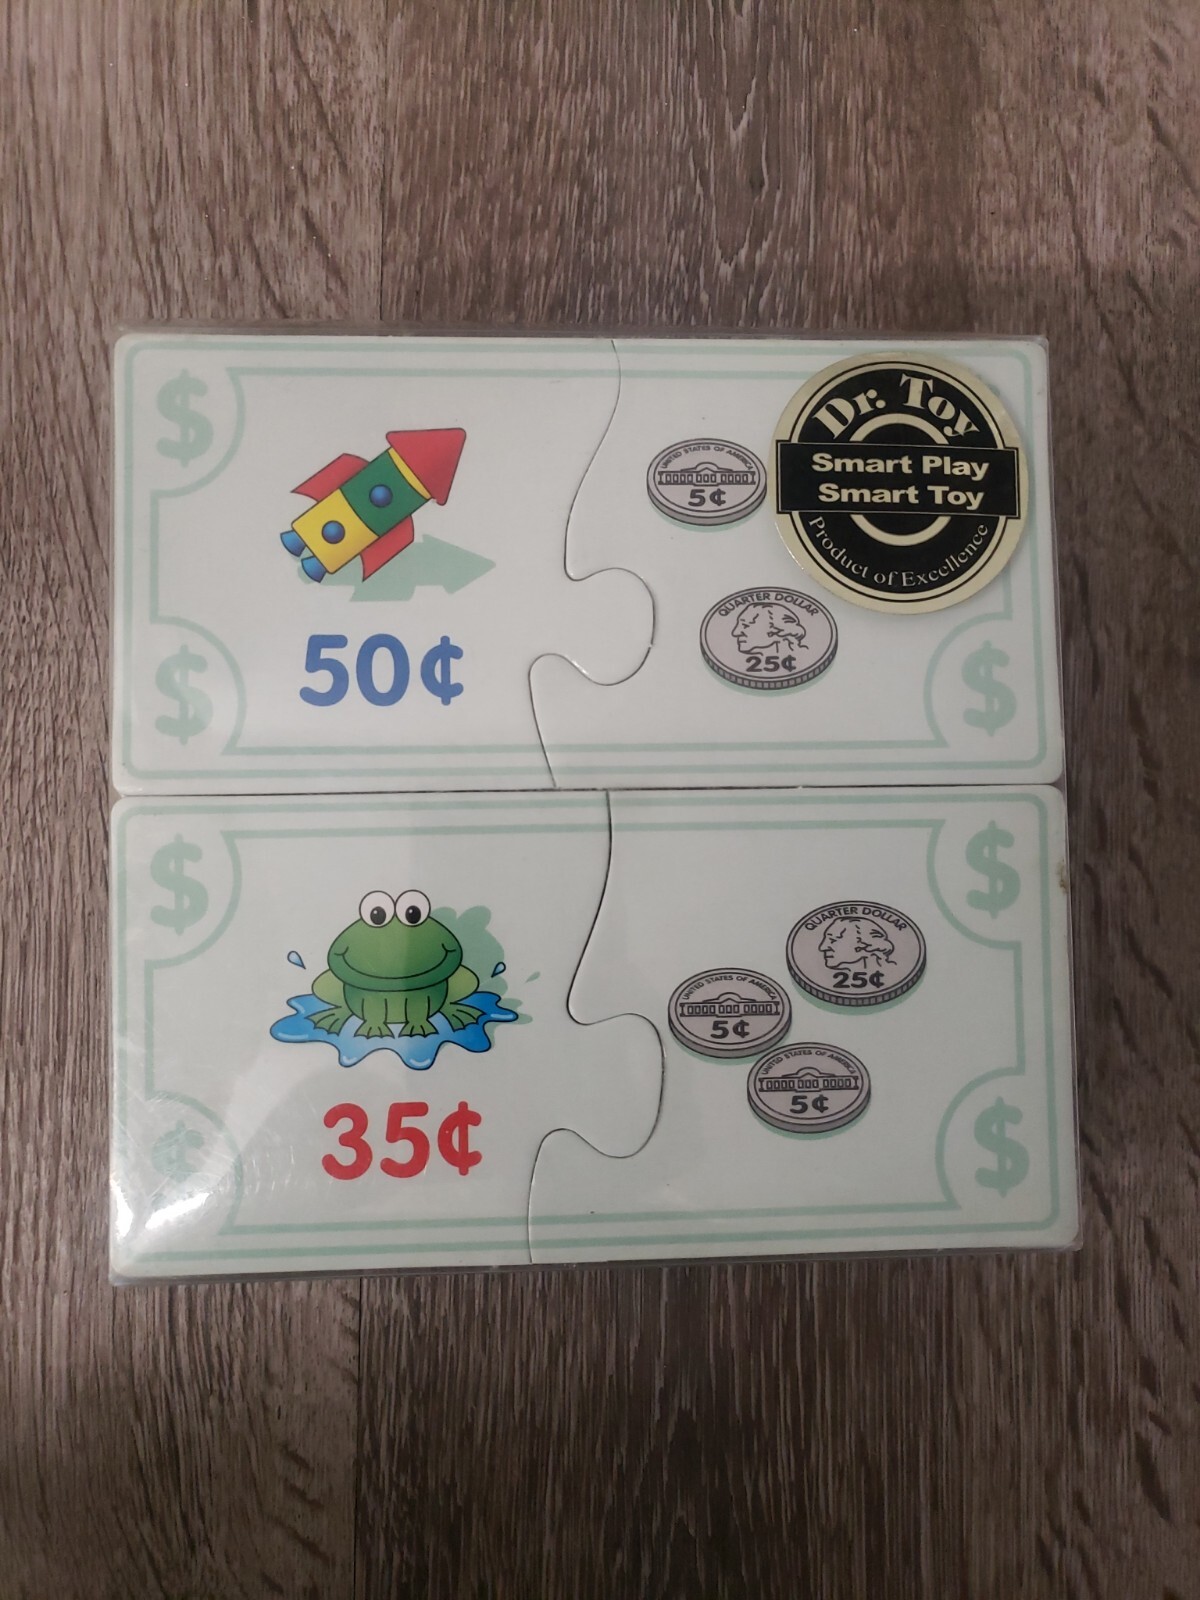 $
$
50¢
UNITED STATES OF AMERICA
5¢
QUARTER DOLLAR
25¢
Dr. Toy
Smart Play
Smart Toy
Product of Excellence
$
$
¢
35¢
$
QUARTER DOLLAR
25¢
UNITED STATES OF AMERICA
5¢
UNITED STATES OF AMERICA
5¢
$